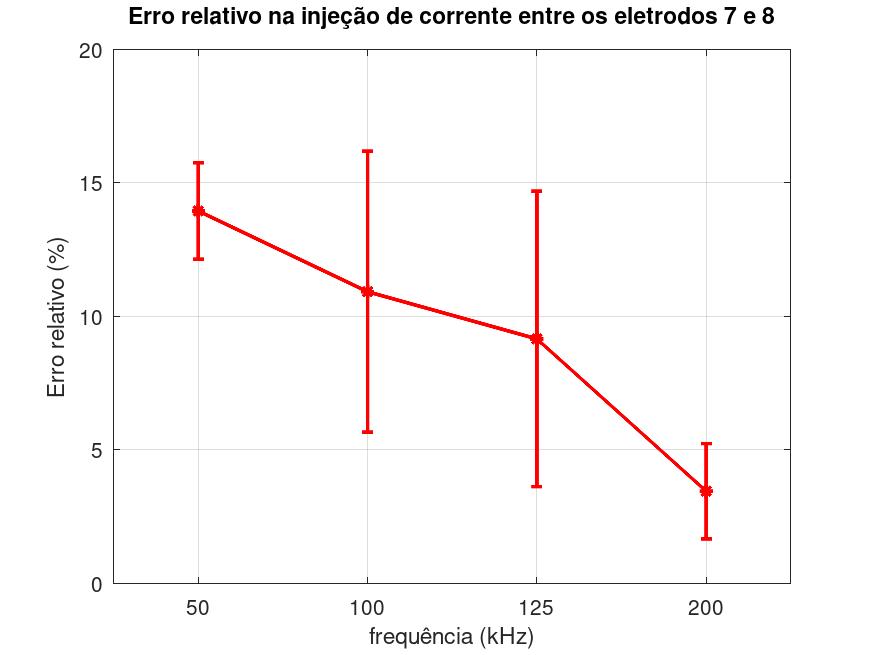 Erro relativo na injeção de corrente entre os eletrodos 7 e 8
20
15
10
5
0
Erro relativo (%)
50 100 125 200
frequência (kHz)